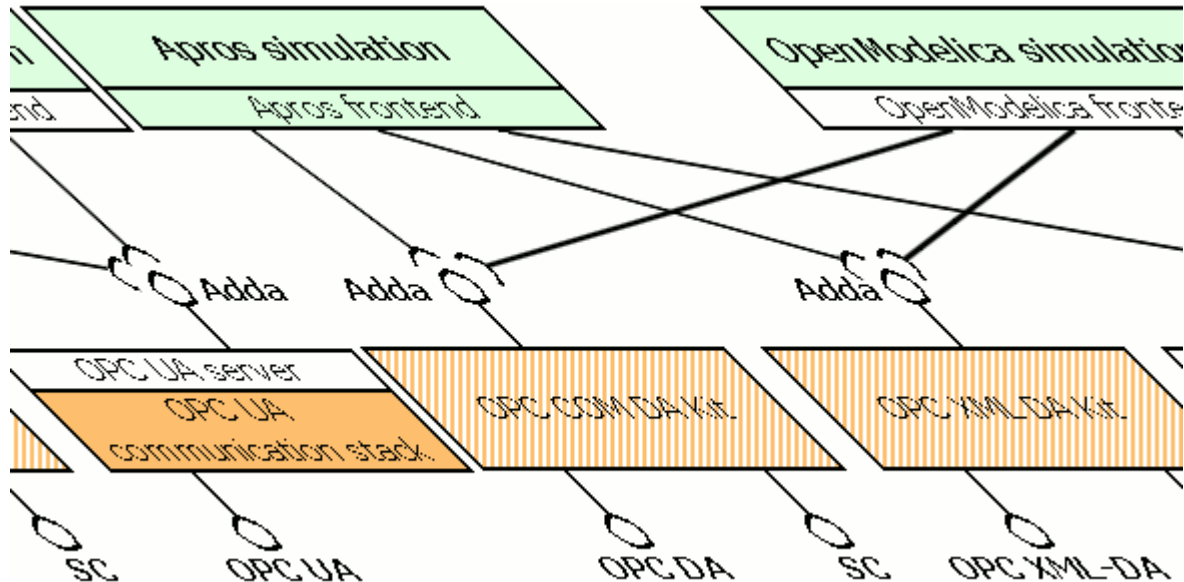 n Apros simulation OpenModelica simulation
end Apros frontend OpenModelica fronte
Adda Adda Adda
OPC UA server
OPC UA OPC COM DA Kit OPC XML DA Kit
communication stack
SC OPC UA OPC DA SC OPC XML-DA